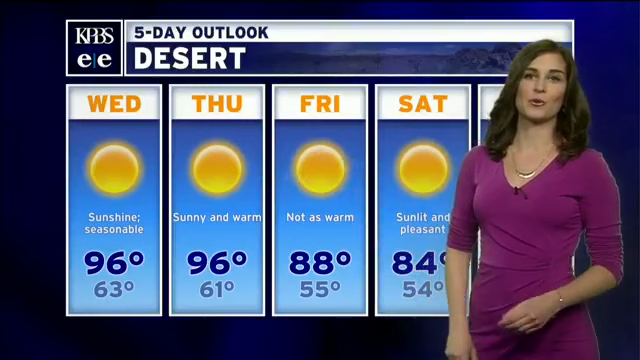 KPBS
e|e
5-DAY OUTLOOK
DESERT
WED
THU
FRI
SAT
Sunshine;
seasonable
Sunny and warm
Not as warm
Sunlit and
pleasant
96°
96°
88°
84°
63°
61°
55°
54°